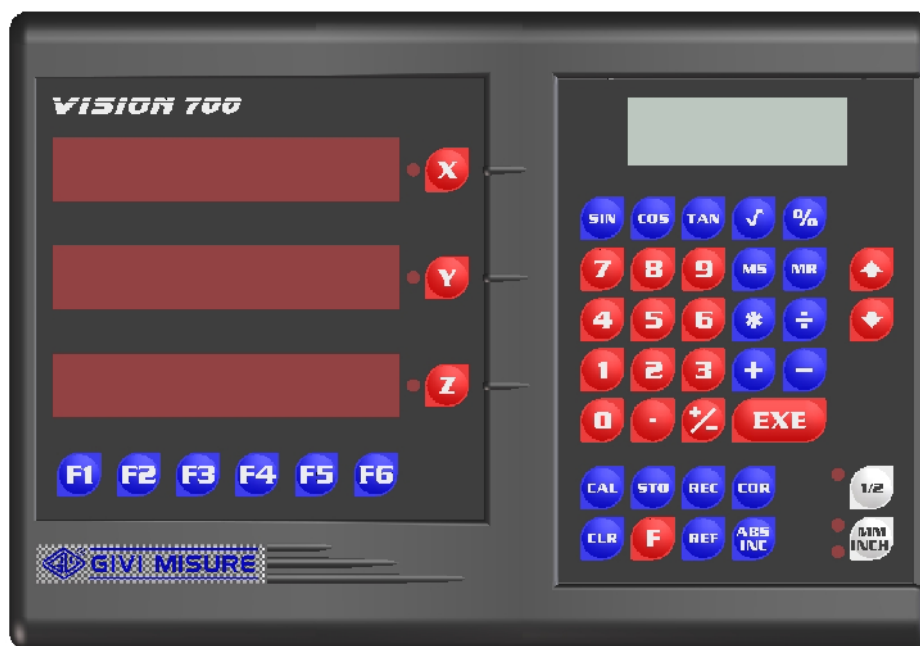 VISION 700
X
Y
Z
F1 F2 F3 F4 F5 F6
GIVI MISURE
SIN COS TAN √ %
7 8 9 MS MR
4 5 6 * ÷
1 2 3 + −
0 · +/− EXE
CAL STO REC COR 1/2
CLR F REF ABS INC MM INCH